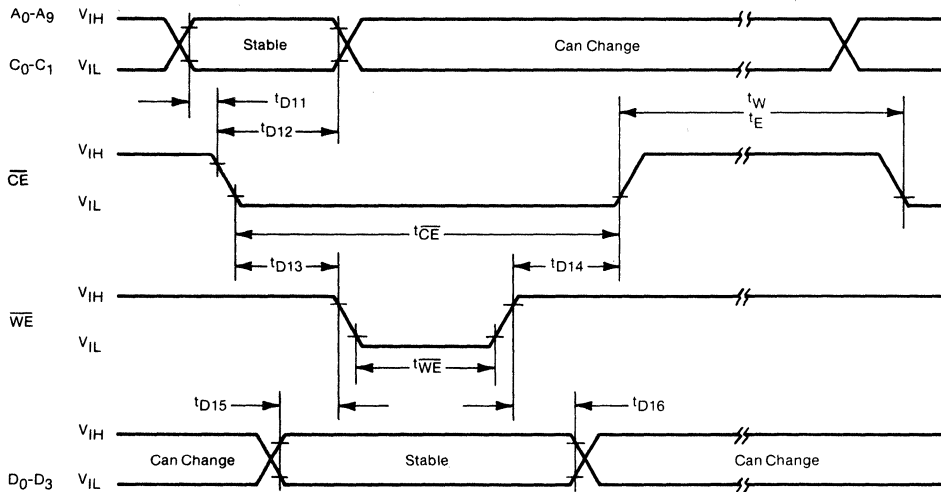 A0-A9 VIH
Stable Can Change
C0-C1 VIL
tD11
tW
tD12 tE
VIH
CE
VIL
tCE
tD13 tD14
VIH
WE
VIL
tWE
tD15 tD16
VIH
Can Change Stable Can Change
D0-D3 VIL